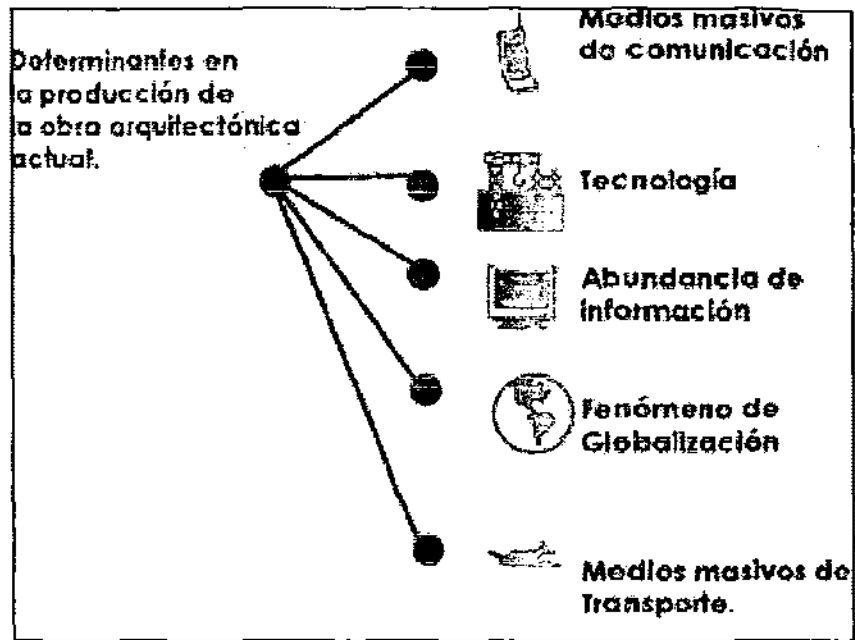 Determinantes en
la producción de
la obra arquitectónica
actual.
Medios masivos
de comunicación
Tecnología
Abundancia de
información
Fenómeno de
Globalización
Medios masivos de
Transporte.